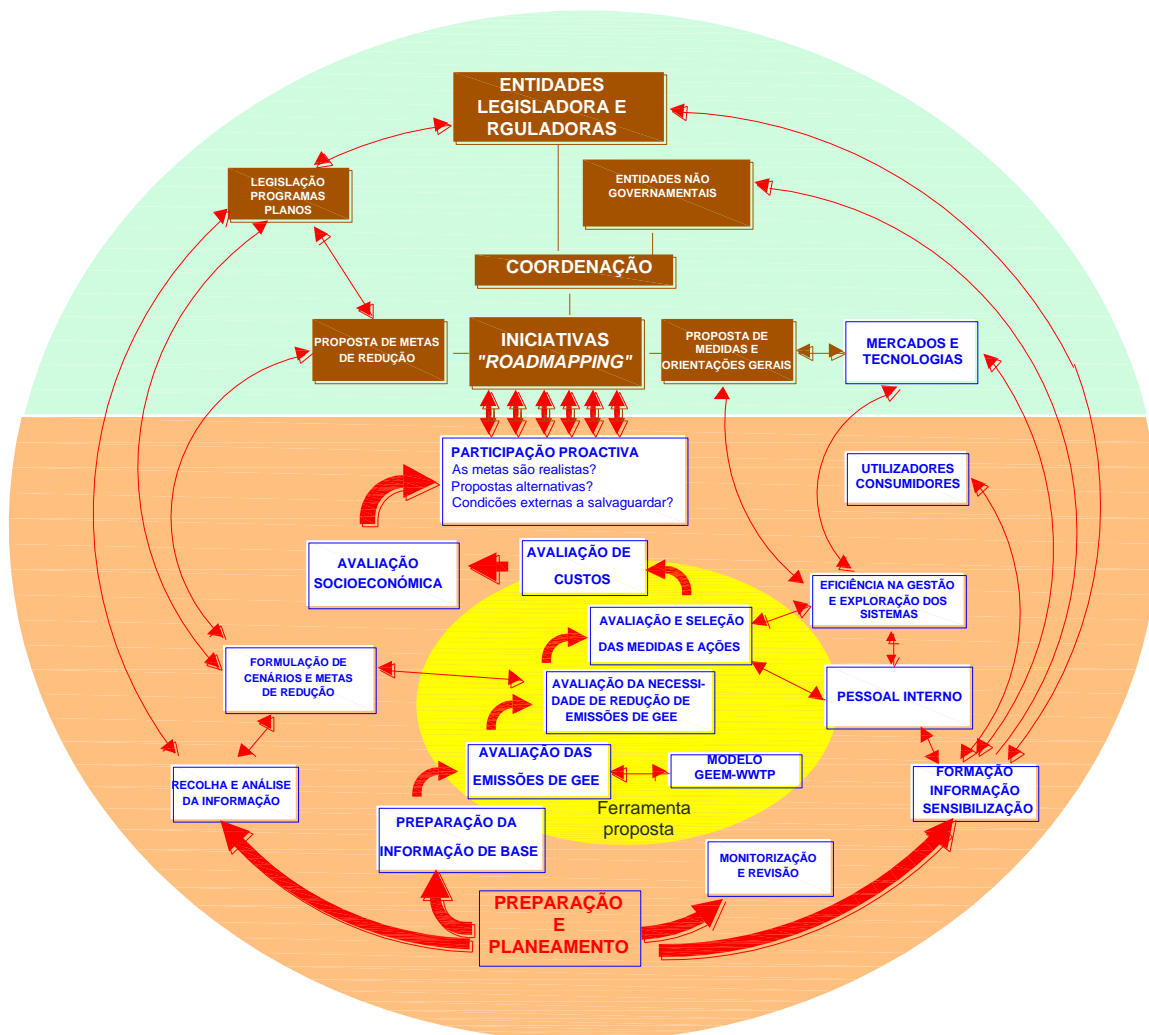 ENTIDADES
LEGISLADORA E
RGULADORAS
LEGISLAÇÃO
PROGRAMAS
PLANOS
ENTIDADES NÃO
GOVERNAMENTAIS
COORDENAÇÃO
PROPOSTA DE METAS
DE REDUÇÃO
INICIATIVAS
"ROADMAPPING"
PROPOSTA DE
MEDIDAS E
ORIENTAÇÕES GERAIS
MERCADOS E
TECNOLOGIAS
PARTICIPAÇÃO PROACTIVA
As metas são realistas?
Propostas alternativas?
Condicões externas a salvaguardar?
UTILIZADORES
CONSUMIDORES
AVALIAÇÃO
SOCIOECONÓMICA
AVALIAÇÃO DE
CUSTOS
EFICIÊNCIA NA GESTÃO
E EXPLORAÇÃO DOS
SISTEMAS
AVALIAÇÃO E SELEÇÃO
DAS MEDIDAS E AÇÕES
FORMULAÇÃO DE
CENÁRIOS E METAS
DE REDUÇÃO
AVALIAÇÃO DA NECESSI-
DADE DE REDUÇÃO DE
EMISSÕES DE GEE
PESSOAL INTERNO
AVALIAÇÃO DAS
EMISSÕES DE GEE
MODELO
GEEM-WWTP
RECOLHA E ANÁLISE
DA INFORMAÇÃO
FORMAÇÃO
INFORMAÇÃO
SENSIBILIZAÇÃO
Ferramenta
proposta
PREPARAÇÃO DA
INFORMAÇÃO DE BASE
MONITORIZAÇÃO
E REVISÃO
PREPARAÇÃO
E
PLANEAMENTO